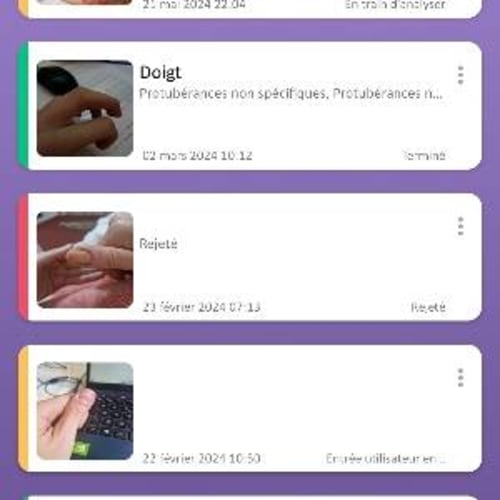 21 mai 2024 22:04
En train d'analyser
Doigt
Protubérances non spécifiques, Protubérances n...
02 mars 2024 10:12
Terminé
Rejeté
23 février 2024 07:13
Rejeté
22 février 2024 10:50
Entrée utilisateur en ...